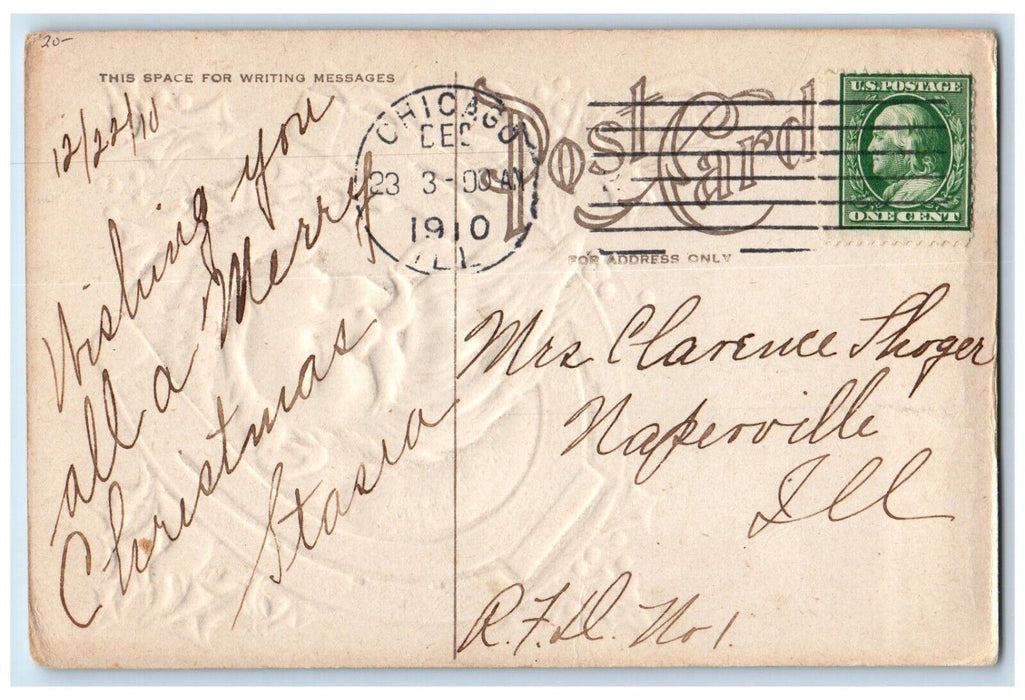 20-
THIS SPACE FOR WRITING MESSAGES
12/22/10
Wishing you
all a Merry
Christmas
Stasia
CHICAGO
DEC
23 3-00 AM
1910
ILL
Post Card
FOR ADDRESS ONLY
U.S. POSTAGE
ONE CENT
Mrs Clarence Shoger
Naperville
Ill
R.F.D. No 1.